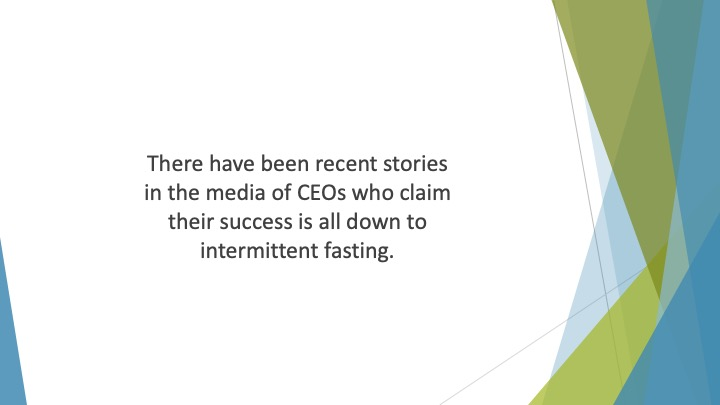 There have been recent stories
in the media of CEOs who claim
their success is all down to
intermittent fasting.